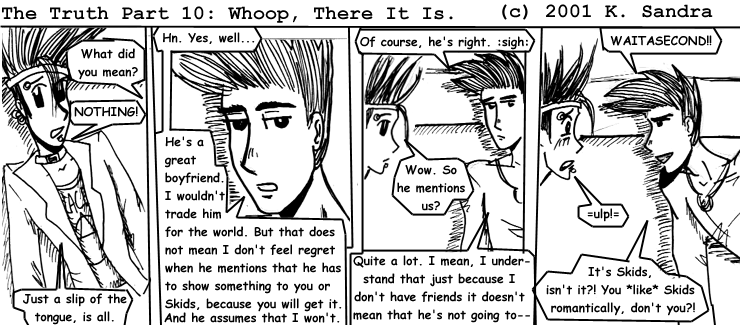 The Truth Part 10: Whoop, There It Is. (c) 2001 K. Sandra
What did
you mean?
NOTHING!
Just a slip of the
tongue, is all.
Hn. Yes, well...
He's a
great
boyfriend.
I wouldn't
trade him
for the world. But that does
not mean I don't feel regret
when he mentions that he has
to show something to you or
Skids, because you will get it.
And he assumes that I won't.
Of course, he's right. :sigh:
Wow. So
he mentions
us?
Quite a lot. I mean, I under-
stand that just because I
don't have friends it doesn't
mean that he's not going to--
WAITASECOND!!
=ulp!=
It's Skids,
isn't it?! You *like* Skids
romantically, don't you?!